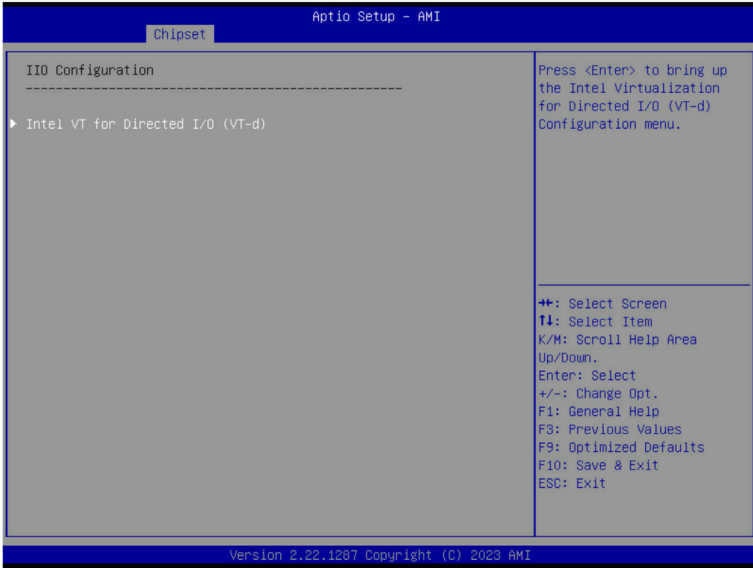 Aptio Setup – AMI
Chipset
IIO Configuration
--------------------------------------------------
Intel VT for Directed I/O (VT-d)
Press <Enter> to bring up
the Intel Virtualization
for Directed I/O (VT-d)
Configuration menu.
→←: Select Screen
↑↓: Select Item
K/M: Scroll Help Area
Up/Down.
Enter: Select
+/-: Change Opt.
F1: General Help
F3: Previous Values
F9: Optimized Defaults
F10: Save & Exit
ESC: Exit
Version 2.22.1287 Copyright (C) 2023 AMI